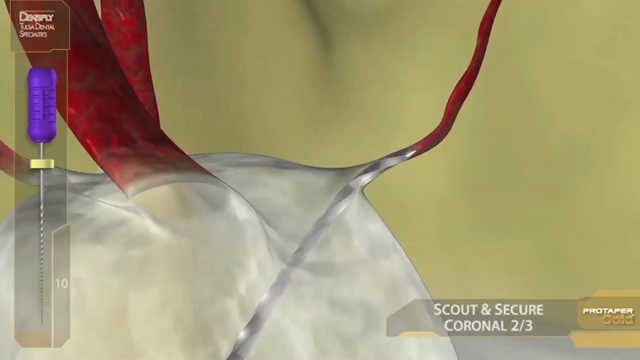 DENTSPLY
TULSA DENTAL
SPECIALTIES
10
SCOUT & SECURE
CORONAL 2/3
PROTAPER
Gold